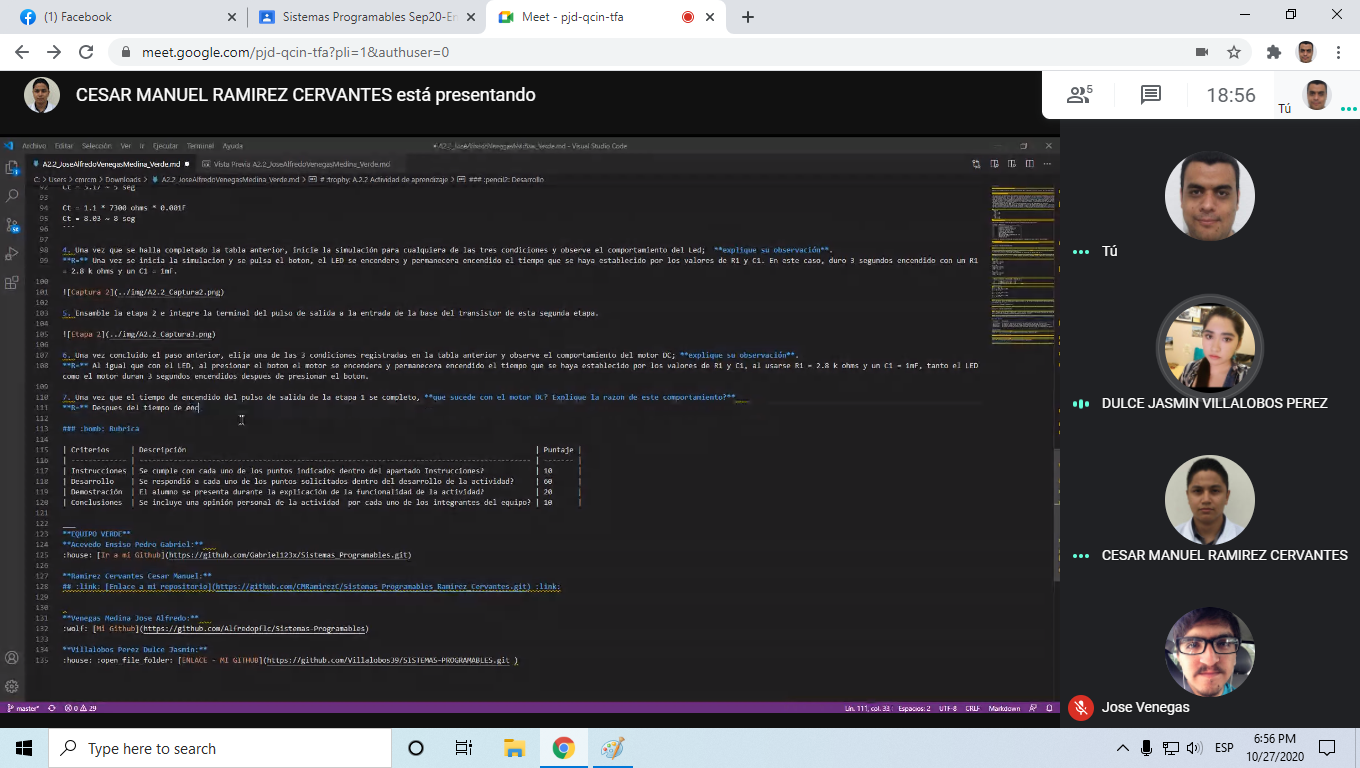 (1) Facebook
Sistemas Programables Sep20-En
Meet - pjd-qcin-tfa
meet.google.com/pjd-qcin-tfa?pli=1&authuser=0
CESAR MANUEL RAMIREZ CERVANTES está presentando
5
18:56
Tú
Archivo Editar Selección Ver Ir Ejecutar Terminal Ayuda
A2.2_JoseAlfredoVenegasMedina_Verde.md - Visual Studio Code
A2.2_JoseAlfredoVenegasMedina_Verde.md
Vista Previa A2.2_JoseAlfredoVenegasMedina_Verde.md
C: > Users > cmrcm > Downloads > A2.2_JoseAlfredoVenegasMedina_Verde.md > # :trophy: A.2.2 Actividad de aprendizaje > ### :pencil2: Desarrollo
92 Ct = 5.17 ~ 5 seg
93
94 Ct = 1.1 * 7300 ohms * 0.001F
95 Ct = 8.03 ~ 8 seg
96 ```
97
98 4. Una vez que se halla completado la tabla anterior, inicie la simulación para cualquiera de las tres condiciones y observe el comportamiento del Led; **explique su observación**.
99 **R=** Una vez se inicia la simulacion y se pulsa el boton, el LED se encendera y permanecera encendido el tiempo que se haya establecido por los valores de R1 y C1. En este caso, duro 3 segundos encendido con un R1
= 2.8 k ohms y un C1 = 1mF.
100
101 ![Captura 2](../img/A2.2_Captura2.png)
102
103 5. Ensamble la etapa 2 e integre la terminal del pulso de salida a la entrada de la base del transistor de esta segunda etapa.
104
105 ![Etapa 2](../img/A2.2_Captura3.png)
106
107 6. Una vez concluido el paso anterior, elija una de las 3 condiciones registradas en la tabla anterior y observe el comportamiento del motor DC; **explique su observación**.
108 **R=** Al igual que con el LED, al presionar el boton el motor se encendera y permanecera encendido el tiempo que se haya establecido por los valores de R1 y C1, al usarse R1 = 2.8 k ohms y un C1 = 1mF, tanto el LED
como el motor duran 3 segundos encendidos despues de presionar el boton.
109
110 7. Una vez que el tiempo de encendido del pulso de salida de la etapa 1 se completo, **que sucede con el motor DC? Explique la razon de este comportamiento?**
111 **R=** Despues del tiempo de enc
112
113 ### :bomb: Rubrica
114
115 | Criterios | Descripción | Puntaje |
116 | ------------- | ------------- | ------- |
117 | Instrucciones | Se cumple con cada uno de los puntos indicados dentro del apartado Instrucciones? | 10 |
118 | Desarrollo | Se respondió a cada uno de los puntos solicitados dentro del desarrollo de la actividad? | 60 |
119 | Demostración | El alumno se presenta durante la explicación de la funcionalidad de la actividad? | 20 |
120 | Conclusiones | Se incluye una opinión personal de la actividad por cada uno de los integrantes del equipo? | 10 |
121
122 ___
123 **EQUIPO VERDE**
124 **Acevedo Ensiso Pedro Gabriel:**
125 :house: [Ir a mi Github](https://github.com/Gabriel123x/Sistemas_Programables.git)
126
127 **Ramirez Cervantes Cesar Manuel:**
128 ## :link: [Enlace a mi repositorio](https://github.com/CMRamirezC/Sistemas_Programables_Ramirez_Cervantes.git) :link:
129
130
131 **Venegas Medina Jose Alfredo:**
132 :wolf: [Mi Github](https://github.com/Alfredopflc/Sistemas-Programables)
133
134 **Villalobos Perez Dulce Jasmin:**
135 :house: :open_file_folder: [ENLACE - MI GITHUB](https://github.com/Villalobos39/SISTEMAS-PROGRAMABLES.git )
master* 0 29
Lín. 111, col. 33 Espacios: 2 UTF-8 CRLF Markdown
Tú
DULCE JASMIN VILLALOBOS PEREZ
CESAR MANUEL RAMIREZ CERVANTES
Jose Venegas
Type here to search
ESP
6:56 PM
10/27/2020